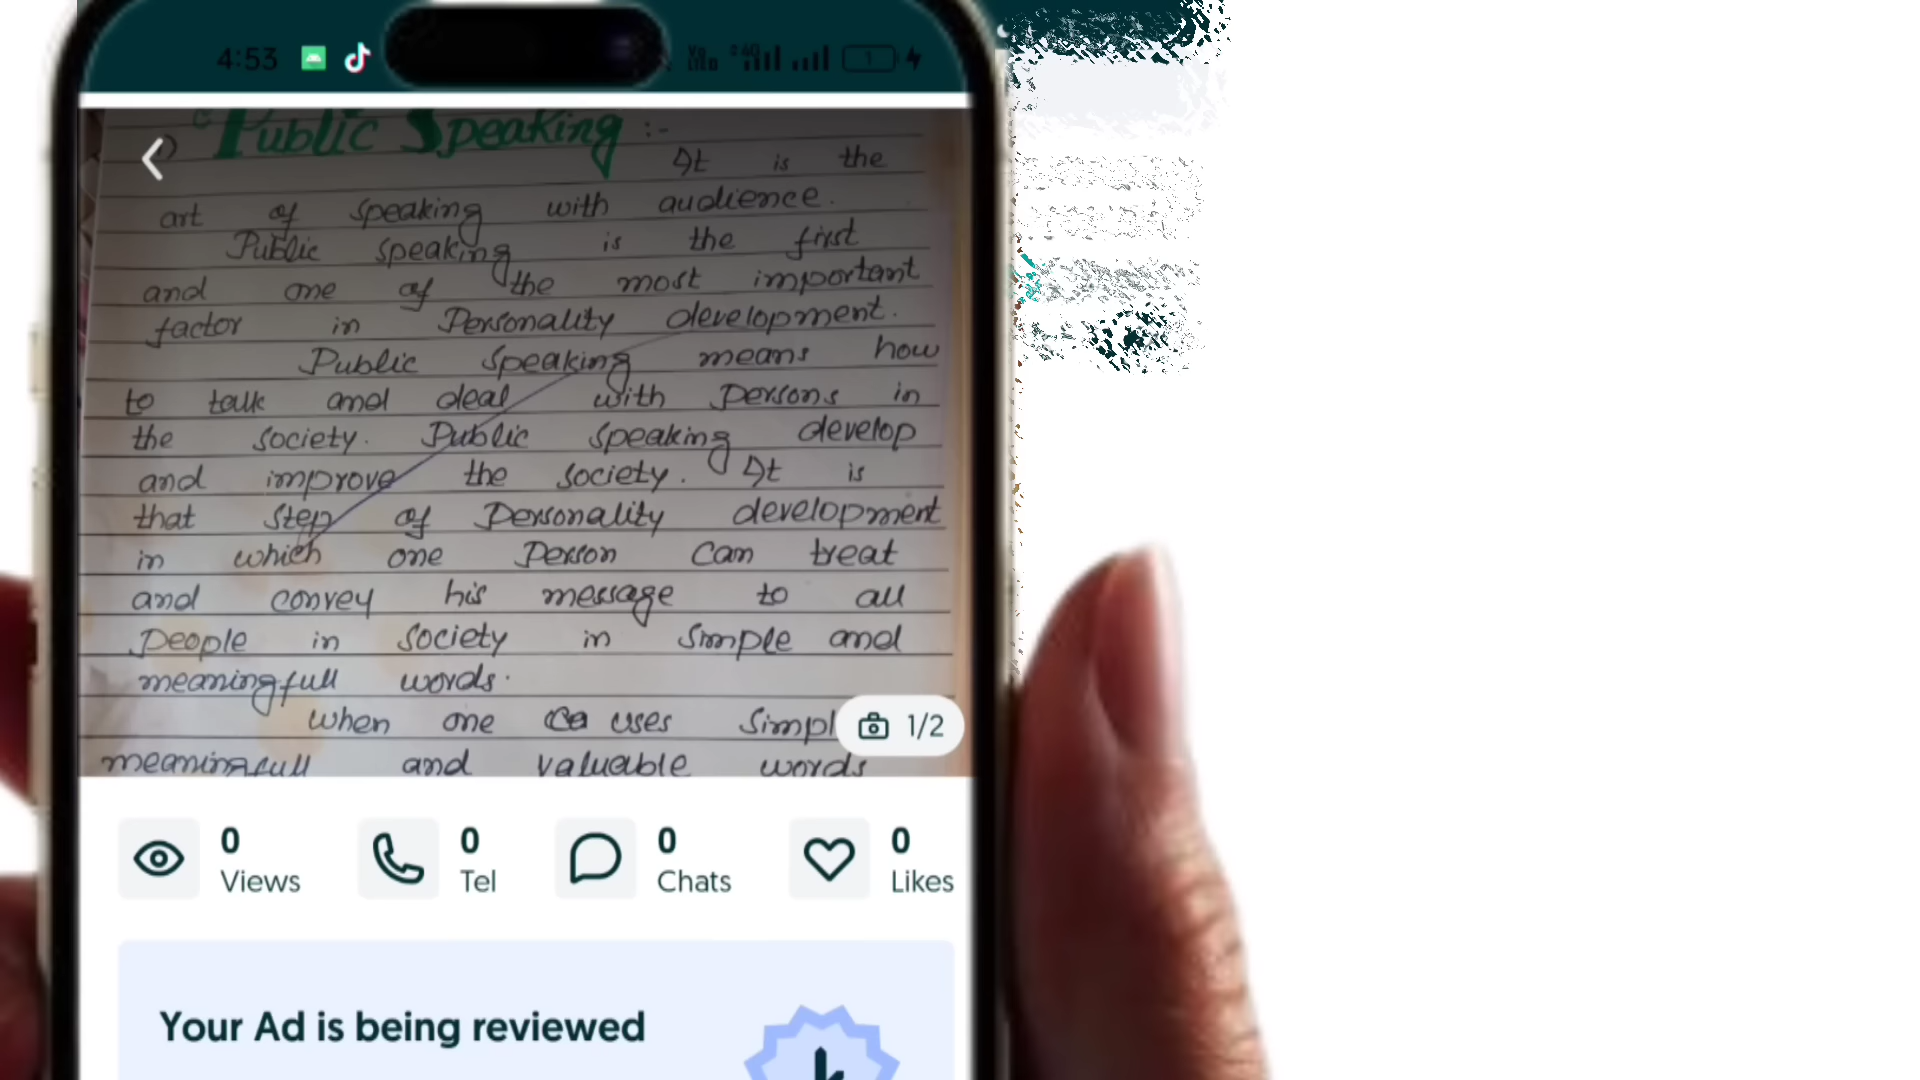 4:53
Public Speaking :-
It is the
art of speaking with audience.
Public speaking is the first
and one of the most important
factor in Personality development.
Public speaking means how
to talk and deal with Persons in
the society. Public speaking develop
and improve the society. It is
that step of Personality development
in which one Person can treat
and convey his message to all
People in society in simple and
meaningfull words.
when one uses
1/2
meaningfull and valuable words
0 0 0 0
Views Tel Chats Likes
Your Ad is being reviewed